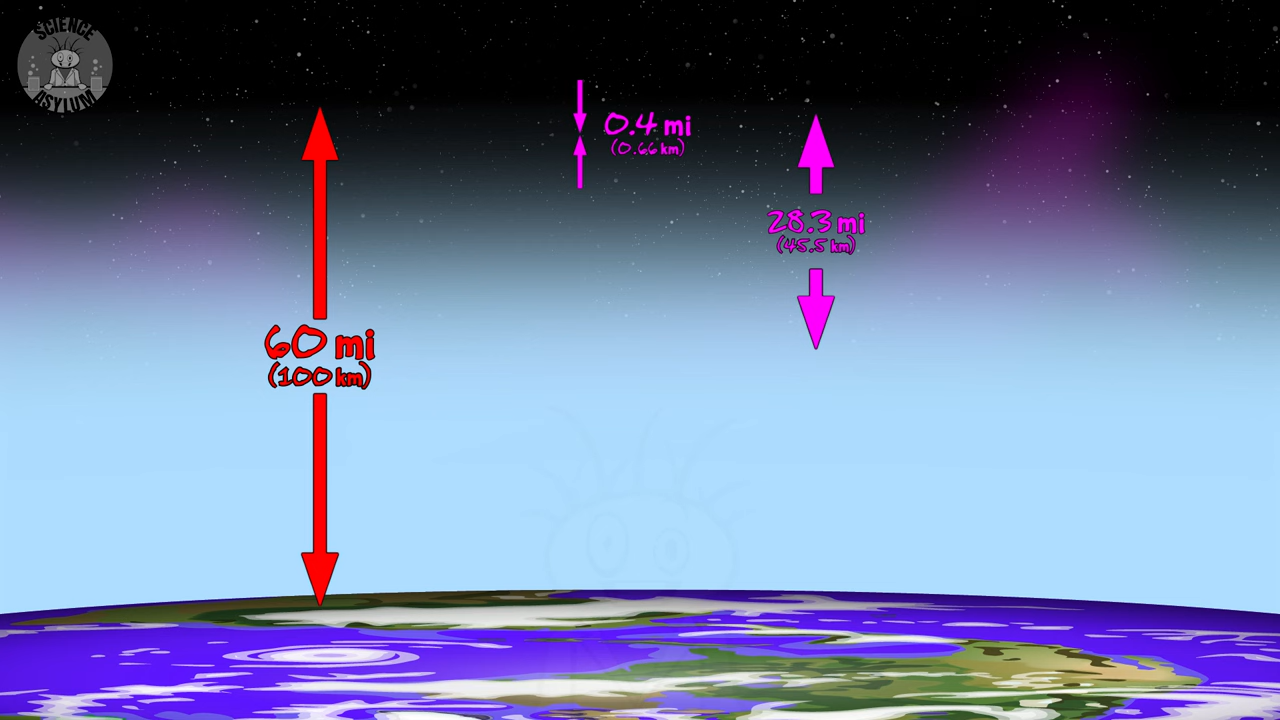 SCIENCE
ASYLUM
0.4 mi
(0.66 km)
28.3 mi
(45.5 km)
60 mi
(100 km)